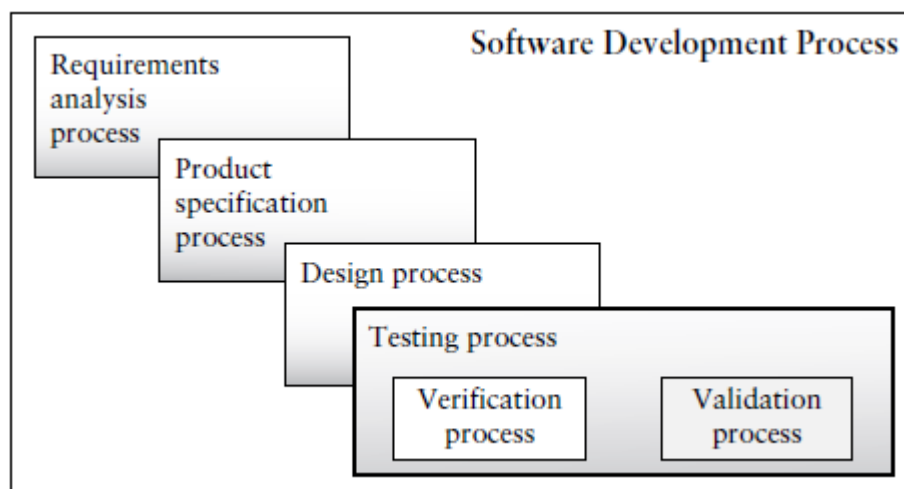 Software Development Process
Requirements
analysis
process
Product
specification
process
Design process
Testing process
Verification
process
Validation
process